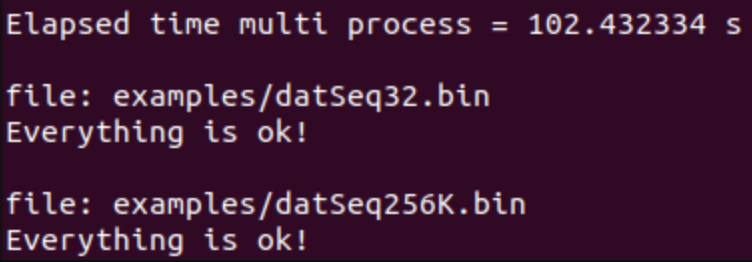 Elapsed time multi process = 102.432334 s
file: examples/datSeq32.bin
Everything is ok!
file: examples/datSeq256K.bin
Everything is ok!